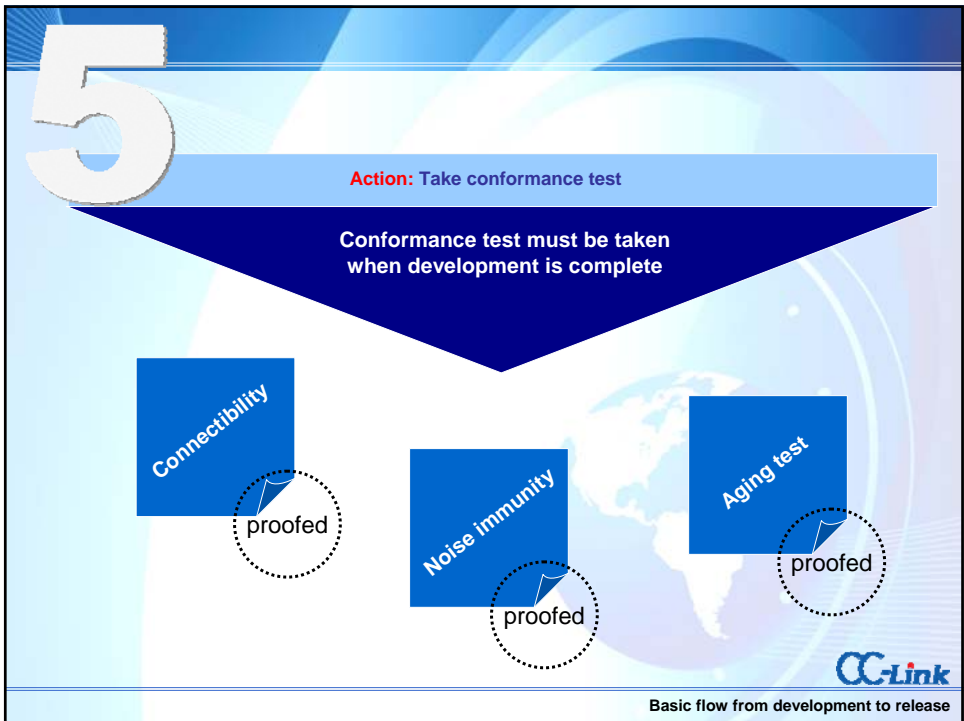 5
Action: Take conformance test
Conformance test must be taken
when development is complete
Connectibility
proofed
Noise immunity
proofed
Aging test
proofed
CC-Link
Basic flow from development to release